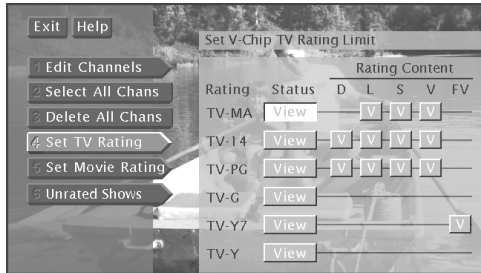 Exit Help
1 Edit Channels
2 Select All Chans
3 Delete All Chans
4 Set TV Rating
5 Set Movie Rating
6 Unrated Shows
Set V-Chip TV Rating Limit
Rating Content
Rating Status D L S V FV
TV-MA View V V V
TV-14 View V V V V
TV-PG View V V V V
TV-G View
TV-Y7 View V
TV-Y View